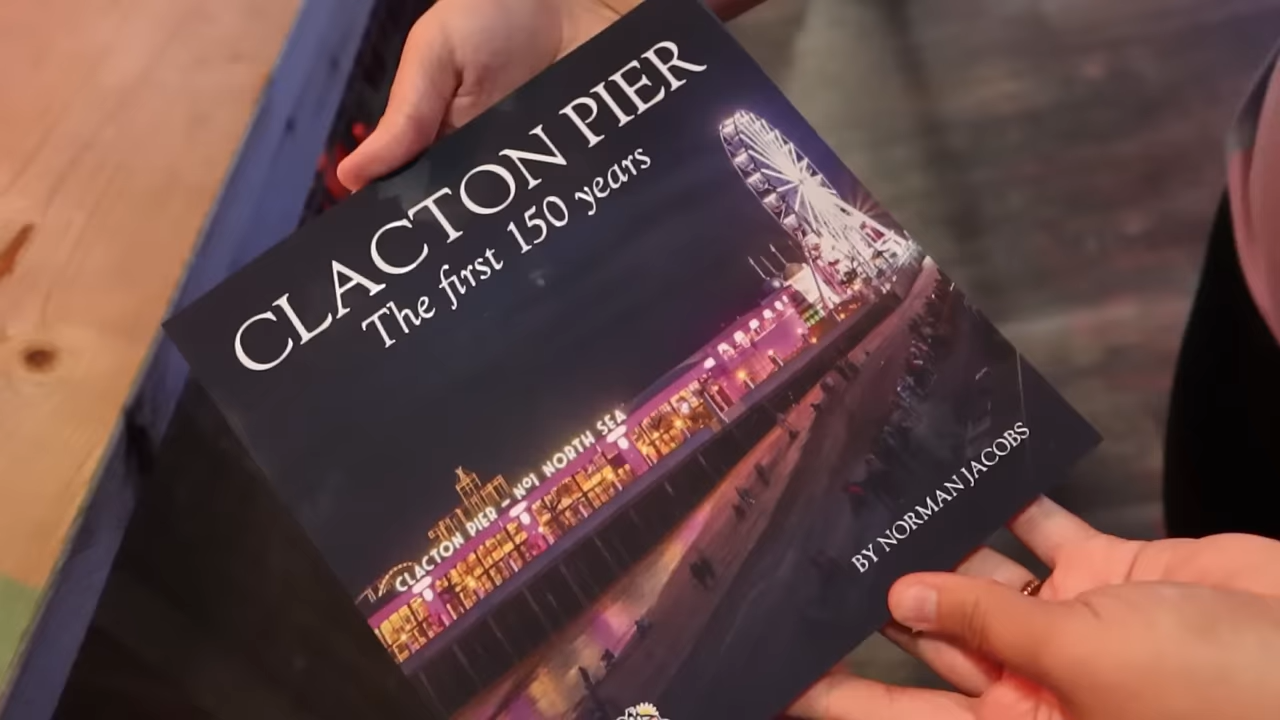 CLACTON PIER
The first 150 years
CLACTON PIER - Nº1 NORTH SEA
BY NORMAN JACOBS